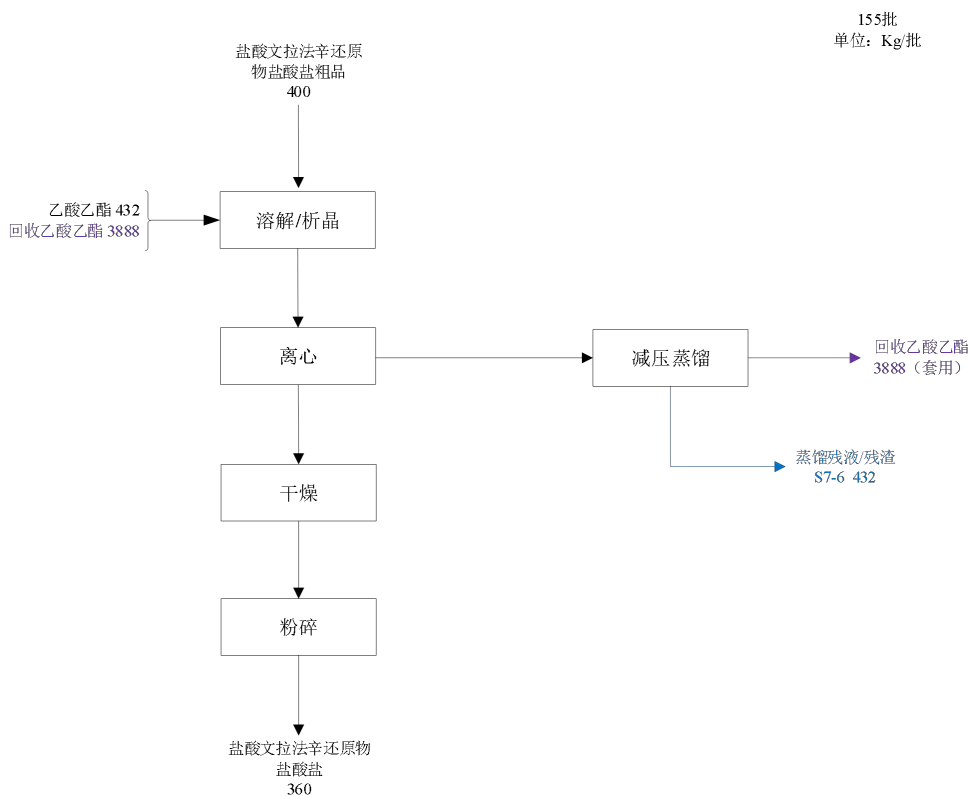 155批
单位：Kg/批
盐酸文拉法辛还原
物盐酸盐粗品
400
乙酸乙酯 432
回收乙酸乙酯 3888
溶解/析晶
离心
减压蒸馏
回收乙酸乙酯
3888（套用）
蒸馏残液/残渣
S7-6 432
干燥
粉碎
盐酸文拉法辛还原物
盐酸盐
360